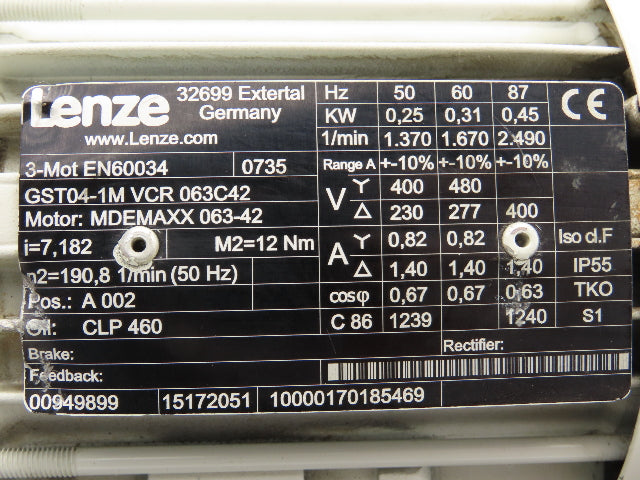 Lenze 32699 Extertal Germany
www.Lenze.com
3-Mot EN60034 0735
GST04-1M VCR 063C42
Motor: MDEMAXX 063-42
i=7,182 M2=12 Nm
n2=190,8 1/min (50 Hz)
Pos.: A 002
Oil: CLP 460
Brake:
Feedback:
00949899 15172051 10000170185469
Hz 50 60 87 CE
KW 0,25 0,31 0,45
1/min 1.370 1.670 2.490
Range A +-10% +-10% +-10%
V Y 400 480
Δ 230 277 400
A Y 0,82 0,82 Iso cl.F
Δ 1,40 1,40 1,40 IP55
cosφ 0,67 0,67 0,63 TKO
C 86 1239 1240 S1
Rectifier: